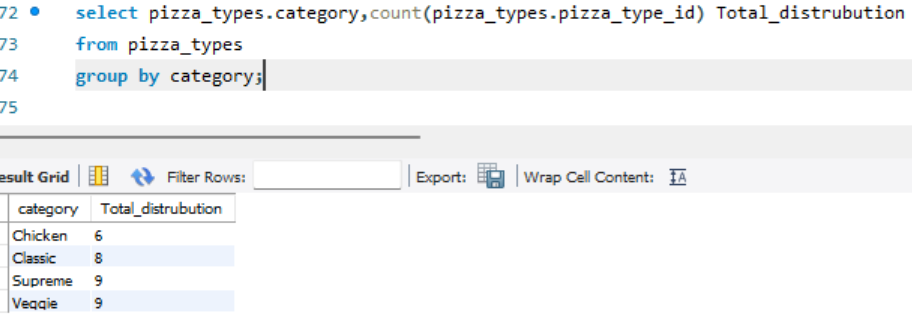 72 select pizza_types.category,count(pizza_types.pizza_type_id) Total_distrubution
73 from pizza_types
74 group by category;
75
esult Grid Filter Rows: Export: Wrap Cell Content: IA
category Total_distrubution
Chicken 6
Classic 8
Supreme 9
Veggie 9